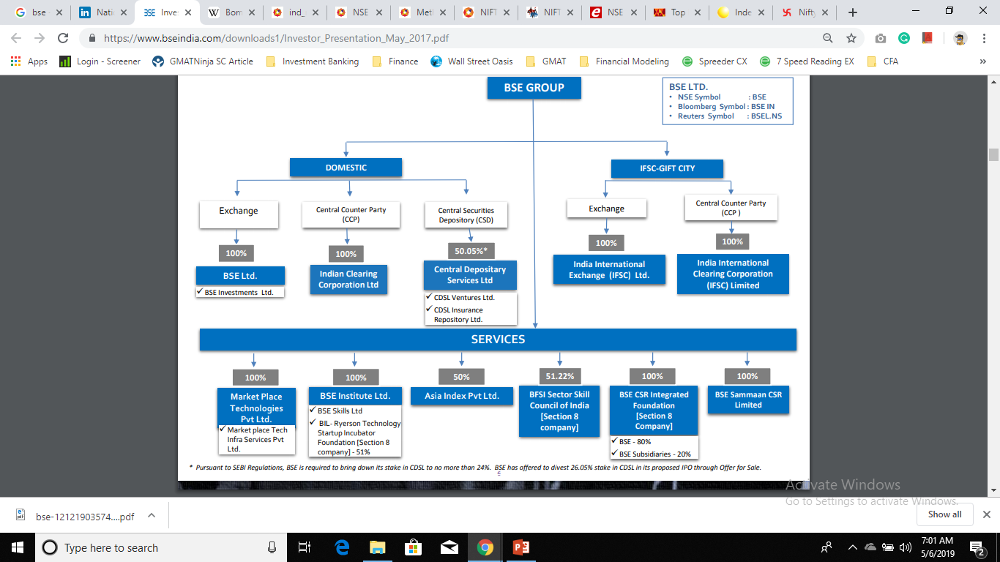 bse
Nati
Inve
Bom
ind_
NSE
Metl
NIFT
NIFT
NSE
Top
Inde
Nifty
https://www.bseindia.com/downloads1/Investor_Presentation_May_2017.pdf
Apps
Login - Screener
GMATNinja SC Article
Investment Banking
Finance
Wall Street Oasis
GMAT
Financial Modeling
Spreeder CX
7 Speed Reading EX
CFA
»
BSE GROUP
BSE LTD.
• NSE Symbol : BSE
• Bloomberg Symbol : BSE IN
• Reuters Symbol : BSEL.NS
DOMESTIC
IFSC-GIFT CITY
Exchange
Central Counter Party
(CCP)
Central Securities
Depository (CSD)
Exchange
Central Counter Party
(CCP )
100%
100%
50.05%*
100%
100%
BSE Ltd.
✓ BSE Investments Ltd.
Indian Clearing
Corporation Ltd
Central Depositary
Services Ltd
✓ CDSL Ventures Ltd.
✓ CDSL Insurance
Repository Ltd.
India International
Exchange (IFSC) Ltd.
India International
Clearing Corporation
(IFSC) Limited
SERVICES
100%
100%
50%
51.22%
100%
100%
Market Place
Technologies
Pvt Ltd.
✓ Market place Tech
Infra Services Pvt
Ltd.
BSE Institute Ltd.
✓ BSE Skills Ltd
✓ BIL- Ryerson Technology
Startup Incubator
Foundation [Section 8
company] - 51%
Asia Index Pvt Ltd.
BFSI Sector Skill
Council of India
[Section 8
company]
BSE CSR Integrated
Foundation
[Section 8
Company]
✓ BSE - 80%
✓ BSE Subsidiaries - 20%
BSE Sammaan CSR
Limited
* Pursuant to SEBI Regulations, BSE is required to bring down its stake in CDSL to no more than 24%. BSE has offered to divest 26.05% stake in CDSL in its proposed IPO through Offer for Sale.
6
Activate Windows
Go to Settings to activate Windows.
bse-12121903574....pdf
Show all
Type here to search
7:01 AM
5/6/2019
2